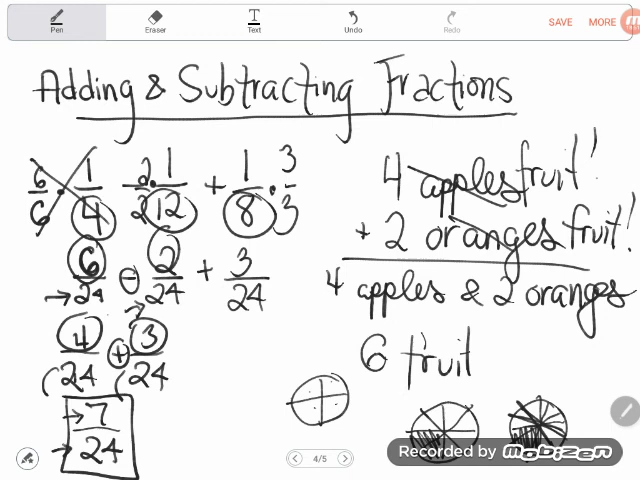 Pen Eraser Text Undo Redo SAVE MORE
Adding & Subtracting Fractions
6/6 · 1/4 2/2 · 1/12 + 1/8 · 3/3
→ 6/24 - 2/24 + 3/24
4/24 + 3/24
→ 7/24
4 apples fruit!
+ 2 oranges fruit!
4 apples & 2 oranges
6 fruit
4/5
Recorded by mobizen